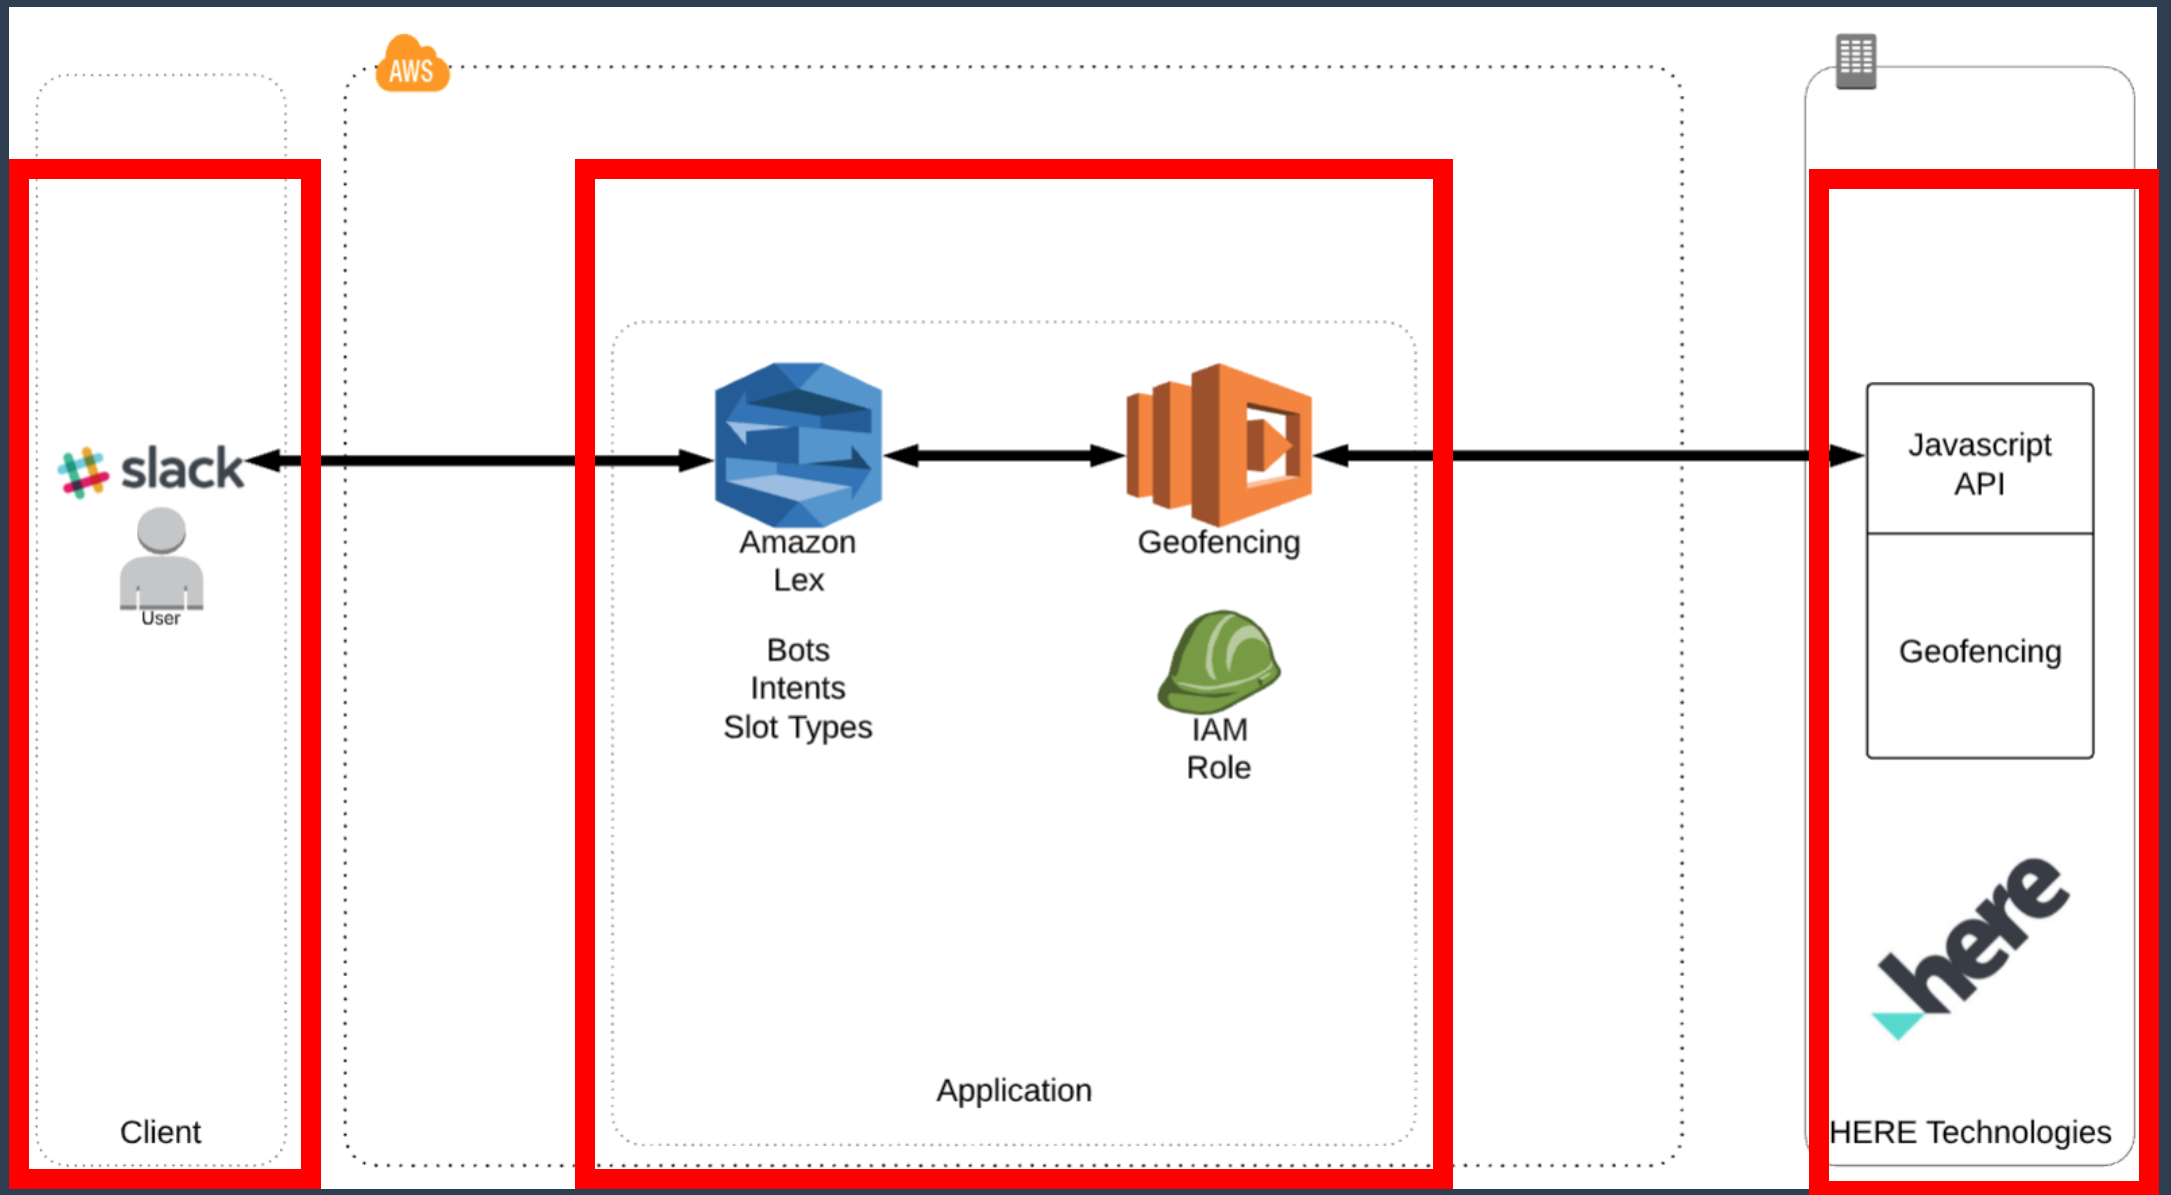 AWS
slack
User
Client
Amazon
Lex
Bots
Intents
Slot Types
Geofencing
IAM
Role
Application
Javascript
API
Geofencing
here
HERE Technologies